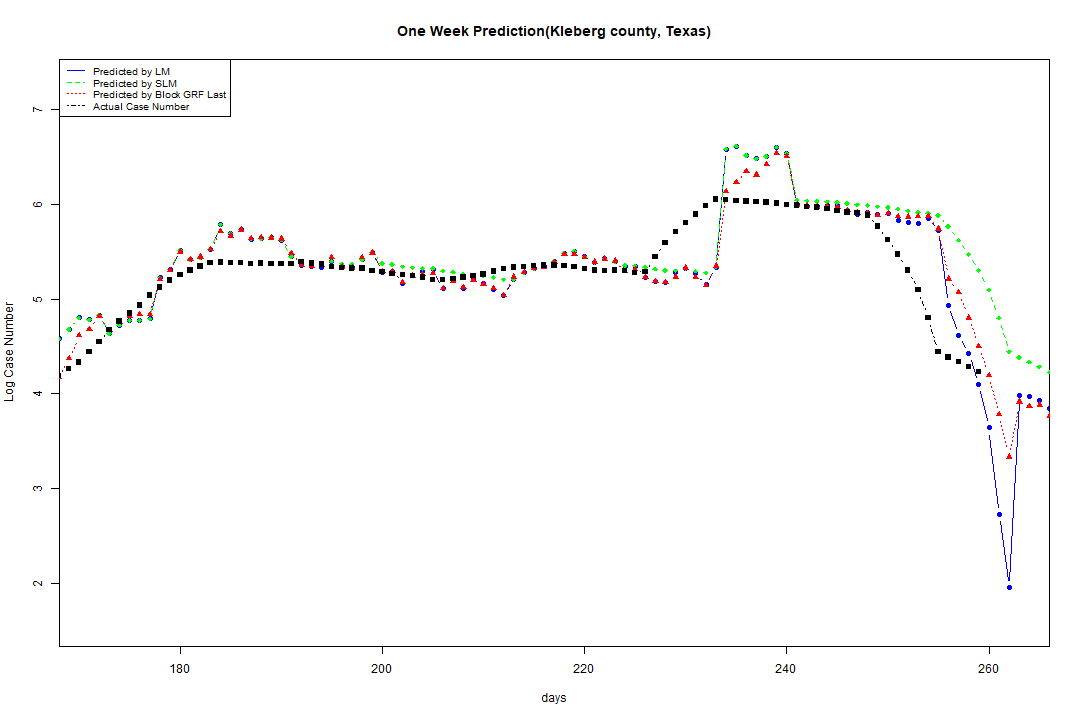 One Week Prediction(Kleberg county, Texas)
Predicted by LM
Predicted by SLM
Predicted by Block GRF Last
Actual Case Number
7
6
5
4
3
2
Log Case Number
180 200 220 240 260
days